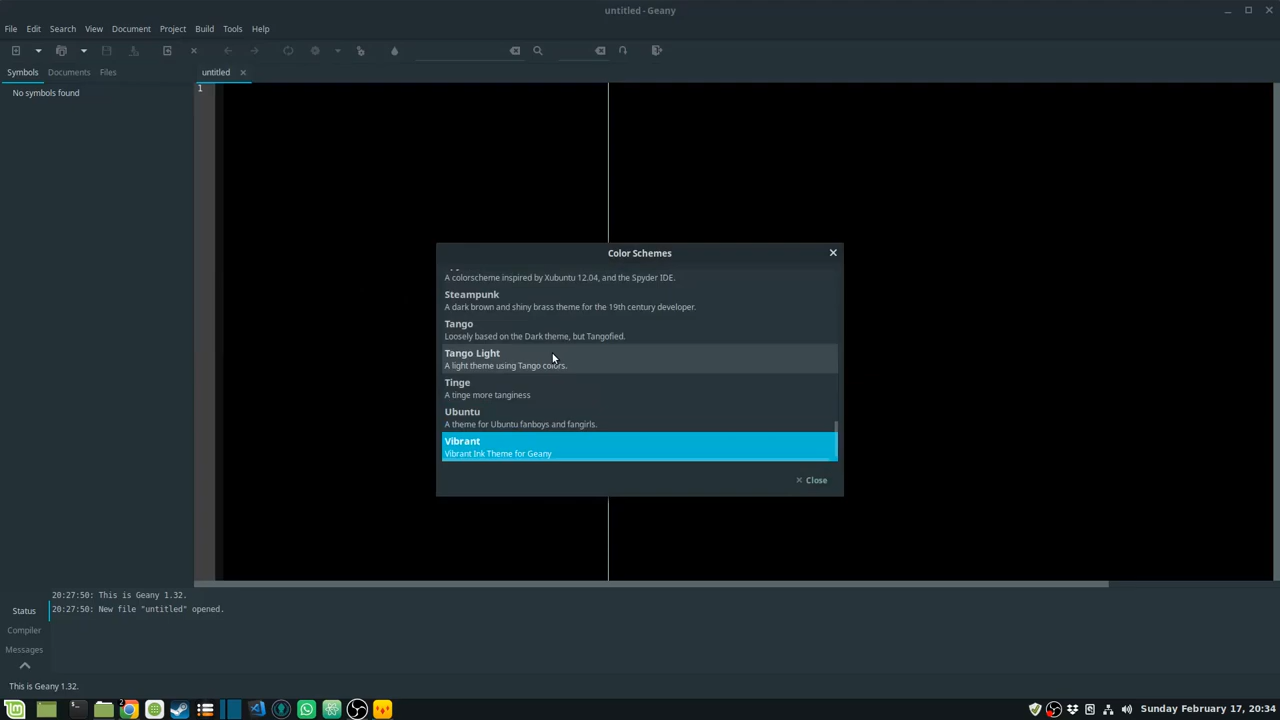 untitled - Geany
File Edit Search View Document Project Build Tools Help
Symbols Documents Files untitled
No symbols found
1
Color Schemes
A colorscheme inspired by Xubuntu 12.04, and the Spyder IDE.
Steampunk
A dark brown and shiny brass theme for the 19th century developer.
Tango
Loosely based on the Dark theme, but Tangofied.
Tango Light
A light theme using Tango colors.
Tinge
A tinge more tanginess
Ubuntu
A theme for Ubuntu fanboys and fangirls.
Vibrant
Vibrant Ink Theme for Geany
Close
20:27:50: This is Geany 1.32.
Status 20:27:50: New file "untitled" opened.
Compiler
Messages
This is Geany 1.32.
2
Sunday February 17, 20:34